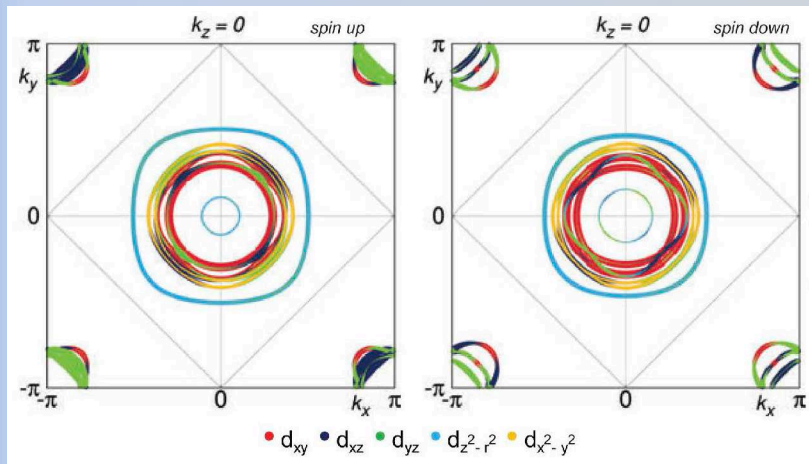 k_z = 0 spin up k_z = 0 spin down
π π
k_y k_y
0 0
-π -π
-π 0 k_x π -π 0 k_x π
d_xy d_xz d_yz d_z²-r² d_x²-y²